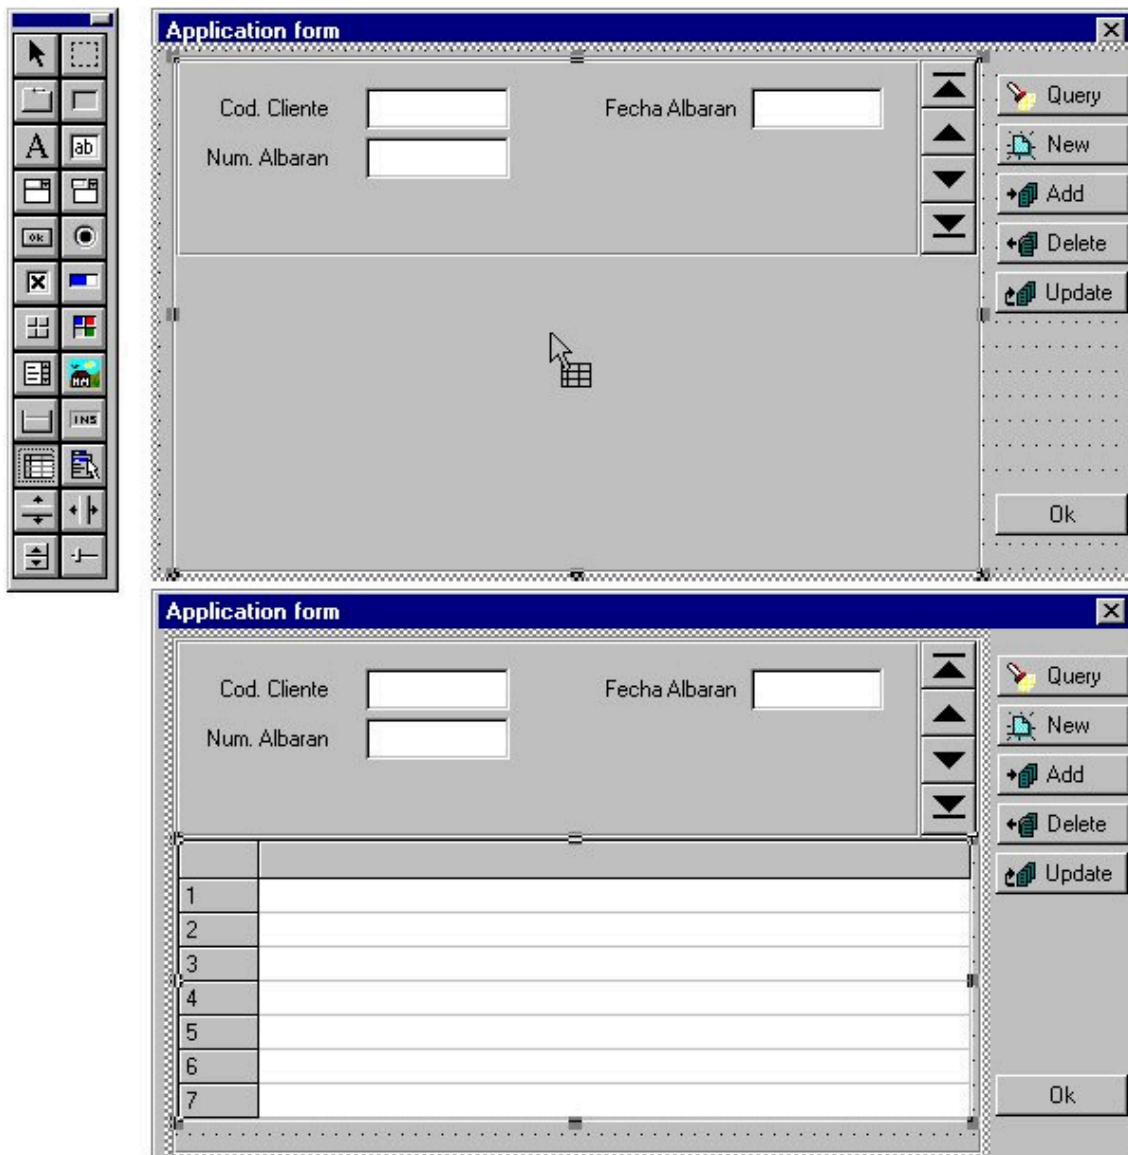 Application form
Cod. Cliente
Fecha Albaran
Num. Albaran
Query
New
Add
Delete
Update
Ok
A
ab
Ok
INS
Application form
Cod. Cliente
Fecha Albaran
Num. Albaran
Query
New
Add
Delete
Update
1
2
3
4
5
6
7
Ok